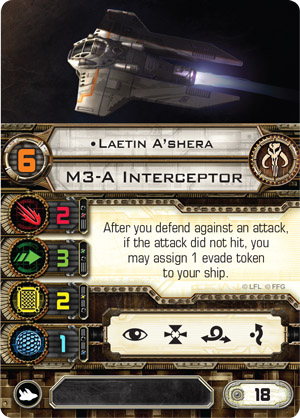 •Laetin A'shera
6
M3-A Interceptor
2
3
2
1
After you defend against an attack,
if the attack did not hit, you
may assign 1 evade token
to your ship.
© LFL © FFG
18